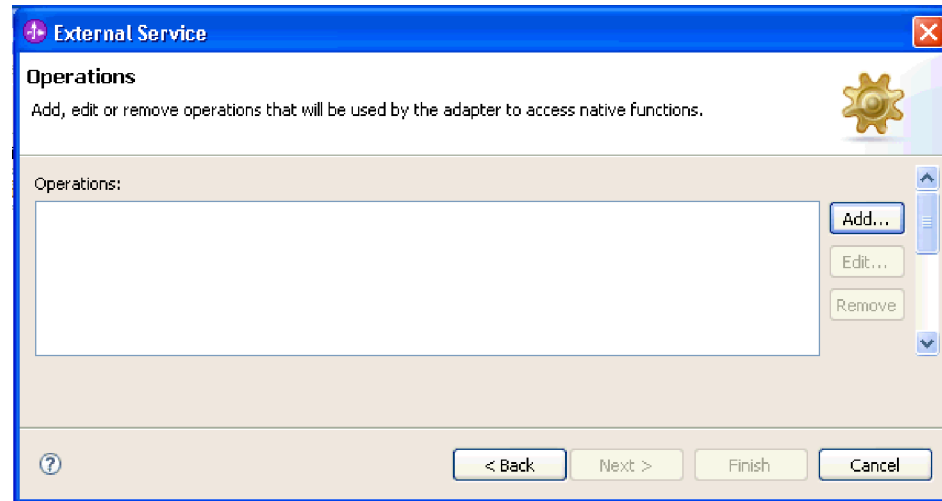 External Service
Operations
Add, edit or remove operations that will be used by the adapter to access native functions.
Operations:
Add...
Edit...
Remove
?
< Back
Next >
Finish
Cancel